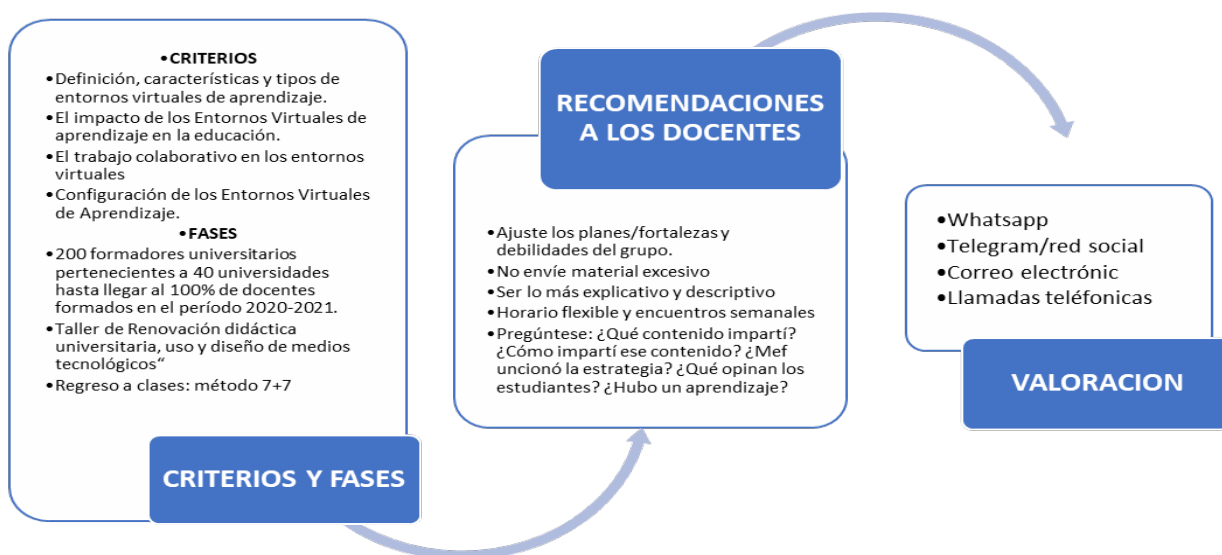 •CRITERIOS
•Definición, características y tipos de
entornos virtuales de aprendizaje.
•El impacto de los Entornos Virtuales de
aprendizaje en la educación.
•El trabajo colaborativo en los entornos
virtuales
•Configuración de los Entornos Virtuales
de Aprendizaje.
•FASES
•200 formadores universitarios
pertenecientes a 40 universidades
hasta llegar al 100% de docentes
formados en el período 2020-2021.
•Taller de Renovación didáctica
universitaria, uso y diseño de medios
tecnológicos“
•Regreso a clases: método 7+7
CRITERIOS Y FASES
RECOMENDACIONES
A LOS DOCENTES
•Ajuste los planes/fortalezas y
debilidades del grupo.
•No envíe material excesivo
•Ser lo más explicativo y descriptivo
•Horario flexible y encuentros semanales
•Pregúntese: ¿Qué contenido impartí?
¿Cómo impartí ese contenido? ¿Mef
uncionó la estrategia? ¿Qué opinan los
estudiantes? ¿Hubo un aprendizaje?
•Whatsapp
•Telegram/red social
•Correo electrónic
•Llamadas teléfonicas
VALORACION